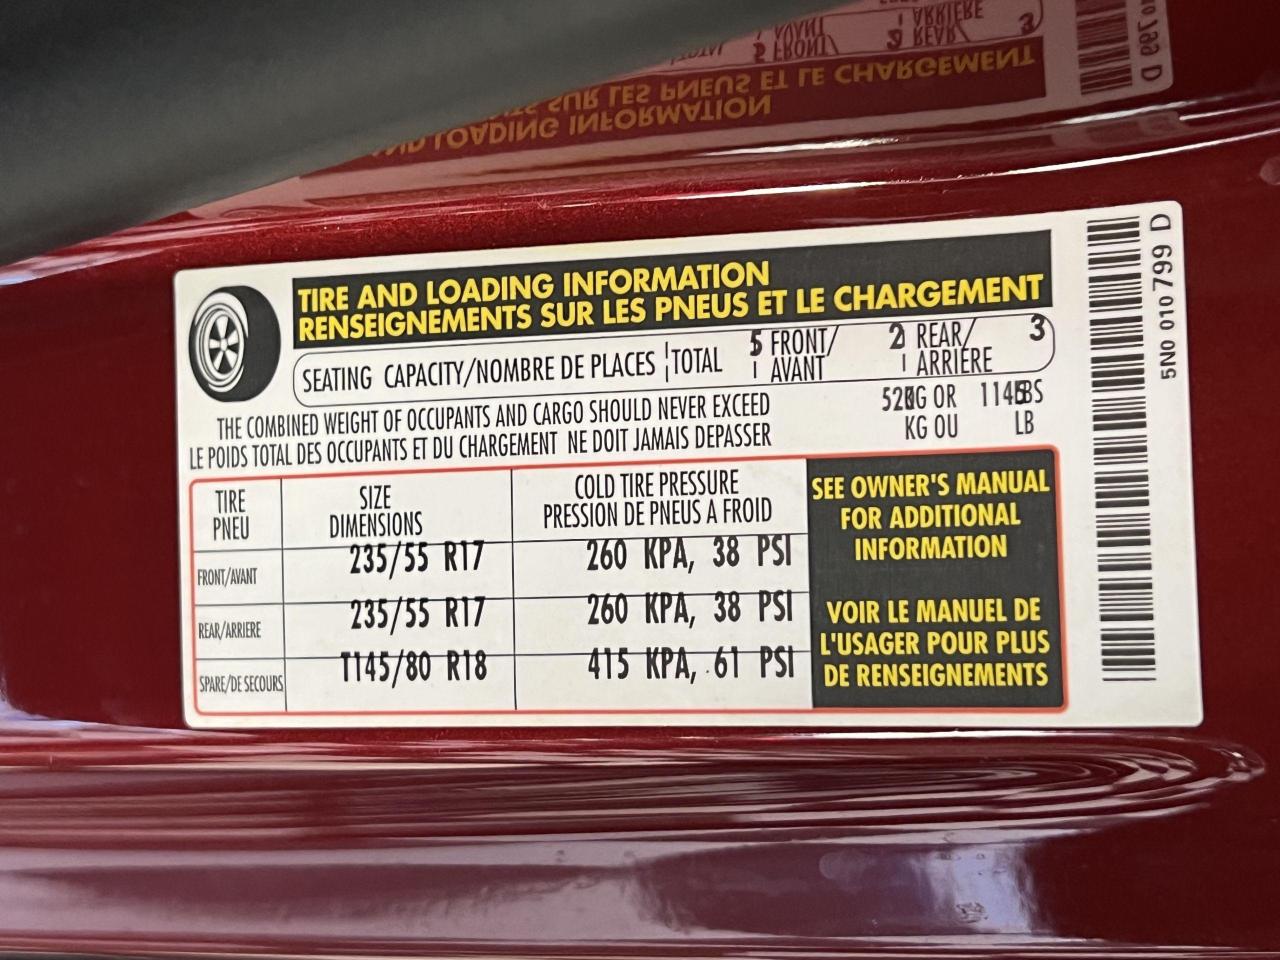 TIRE AND LOADING INFORMATION
RENSEIGNEMENTS SUR LES PNEUS ET LE CHARGEMENT
SEATING CAPACITY/NOMBRE DE PLACES TOTAL 5 FRONT/ AVANT 2 REAR/ ARRIÈRE 3
THE COMBINED WEIGHT OF OCCUPANTS AND CARGO SHOULD NEVER EXCEED KG OR LBS
LE POIDS TOTAL DES OCCUPANTS ET DU CHARGEMENT NE DOIT JAMAIS DEPASSER KG OU LB
TIRE PNEU
SIZE DIMENSIONS
COLD TIRE PRESSURE
PRESSION DE PNEUS A FROID
FRONT/AVANT 235/55 R17 260 KPA, 38 PSI
REAR/ARRIERE 235/55 R17 260 KPA, 38 PSI
SPARE/DE SECOURS T145/80 R18 415 KPA, 61 PSI
SEE OWNER'S MANUAL
FOR ADDITIONAL
INFORMATION
VOIR LE MANUEL DE
L'USAGER POUR PLUS
DE RENSEIGNEMENTS
5N0 010 799 D